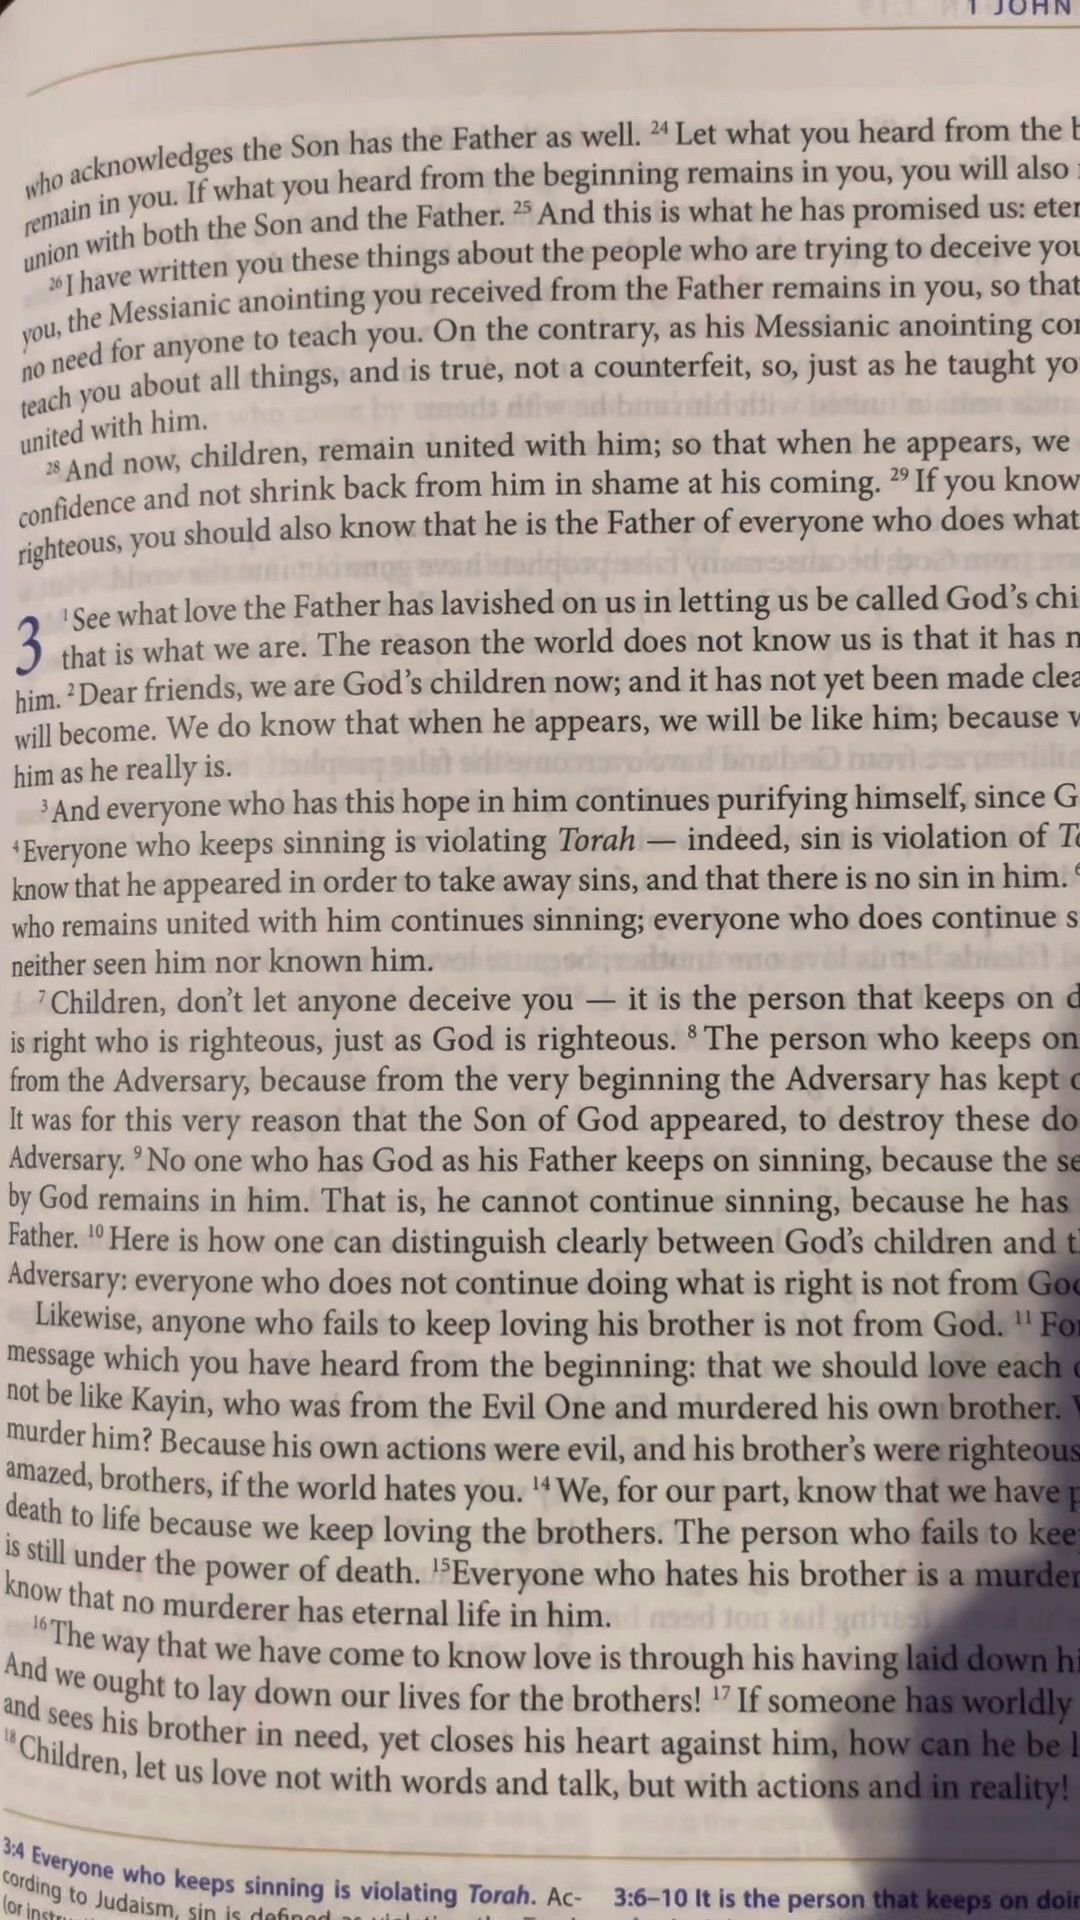 1 JOHN
who acknowledges the Son has the Father as well. 24 Let what you heard from the
remain in you. If what you heard from the beginning remains in you, you will also
union with both the Son and the Father. 25 And this is what he has promised us:
26 I have written you these things about the people who are trying to deceive
you, the Messianic anointing you received from the Father remains in you, so that
no need for anyone to teach you. On the contrary, as his Messianic anointing
teach you about all things, and is true, not a counterfeit, so, just as he taught
united with him.
28 And now, children, remain united with him; so that when he appears, we
confidence and not shrink back from him in shame at his coming. 29 If you know
righteous, you should also know that he is the Father of everyone who does what
3 1 See what love the Father has lavished on us in letting us be called God's
that is what we are. The reason the world does not know us is that it has
him. 2 Dear friends, we are God's children now; and it has not yet been made
will become. We do know that when he appears, we will be like him; because
him as he really is.
3 And everyone who has this hope in him continues purifying himself, since
4 Everyone who keeps sinning is violating Torah — indeed, sin is violation of
know that he appeared in order to take away sins, and that there is no sin in him.
who remains united with him continues sinning; everyone who does continue
neither seen him nor known him.
7 Children, don't let anyone deceive you — it is the person that keeps on
is right who is righteous, just as God is righteous. 8 The person who keeps on
from the Adversary, because from the very beginning the Adversary has kept
It was for this very reason that the Son of God appeared, to destroy these
Adversary. 9 No one who has God as his Father keeps on sinning, because the
by God remains in him. That is, he cannot continue sinning, because he has
Father. 10 Here is how one can distinguish clearly between God's children and
Adversary: everyone who does not continue doing what is right is not from
Likewise, anyone who fails to keep loving his brother is not from God. 11
message which you have heard from the beginning: that we should love each
not be like Kayin, who was from the Evil One and murdered his own brother.
murder him? Because his own actions were evil, and his brother's were righteous
amazed, brothers, if the world hates you. 14 We, for our part, know that we have
death to life because we keep loving the brothers. The person who fails to
is still under the power of death. 15 Everyone who hates his brother is a
know that no murderer has eternal life in him.
16 The way that we have come to know love is through his having laid down
And we ought to lay down our lives for the brothers! 17 If someone has worldly
and sees his brother in need, yet closes his heart against him, how can he be
18 Children, let us love not with words and talk, but with actions and in reality!
3:4 Everyone who keeps sinning is violating Torah. Ac-
cording to Judaism, sin is defined as
(or
3:6–10 It is the person that keeps on